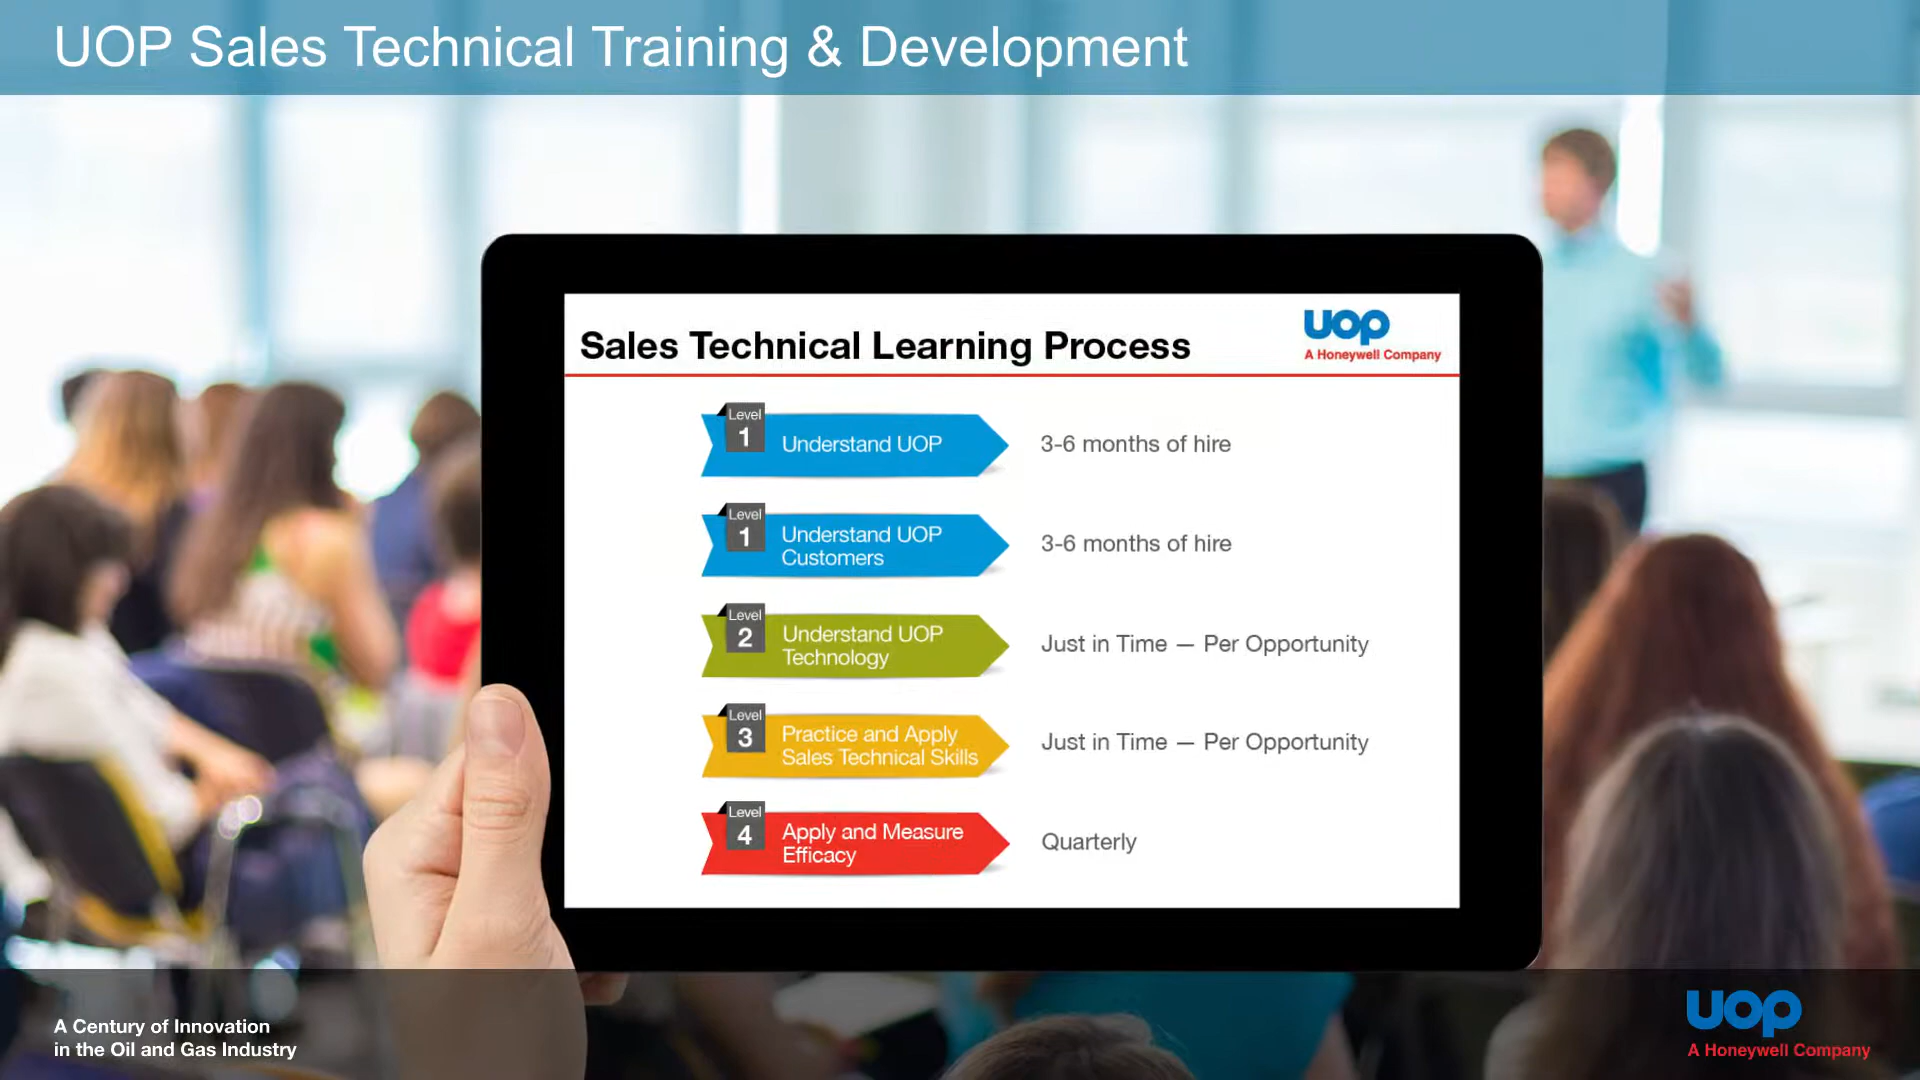 UOP Sales Technical Training & Development
Sales Technical Learning Process
uop
A Honeywell Company
Level
1
Understand UOP
3-6 months of hire
Level
1
Understand UOP
Customers
3-6 months of hire
Level
2
Understand UOP
Technology
Just in Time — Per Opportunity
Level
3
Practice and Apply
Sales Technical Skills
Just in Time — Per Opportunity
Level
4
Apply and Measure
Efficacy
Quarterly
A Century of Innovation
in the Oil and Gas Industry
uop
A Honeywell Company